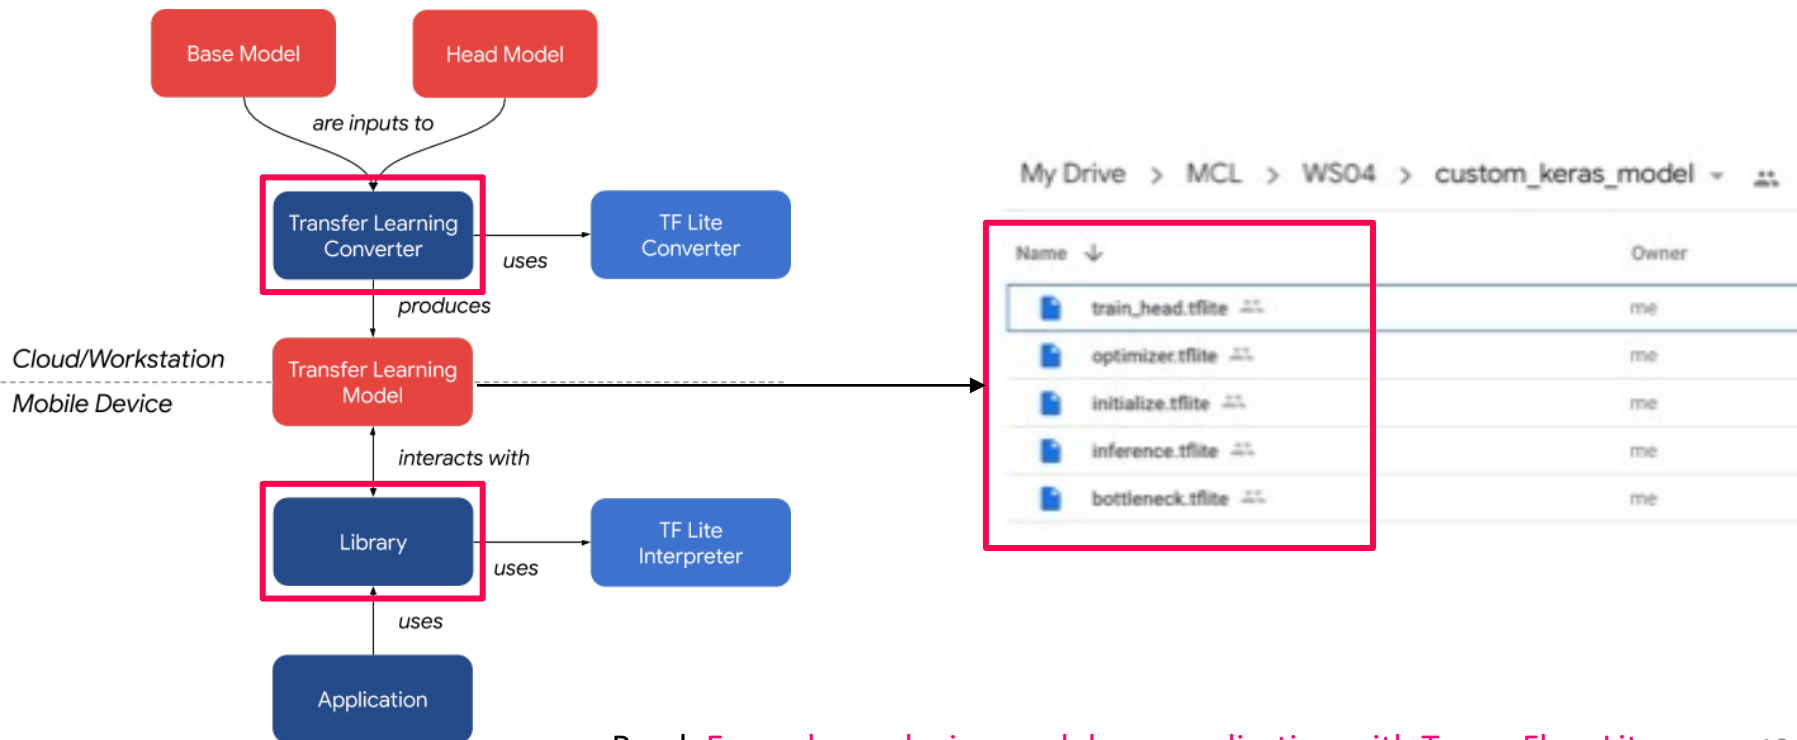 Base Model
Head Model
are inputs to
Transfer Learning
Converter
uses
TF Lite
Converter
produces
Cloud/Workstation
Mobile Device
Transfer Learning
Model
interacts with
Library
uses
TF Lite
Interpreter
uses
Application
My Drive > MCL > WS04 > custom_keras_model
Name
Owner
train_head.tflite
me
optimizer.tflite
me
initialize.tflite
me
inference.tflite
me
bottleneck.tflite
me